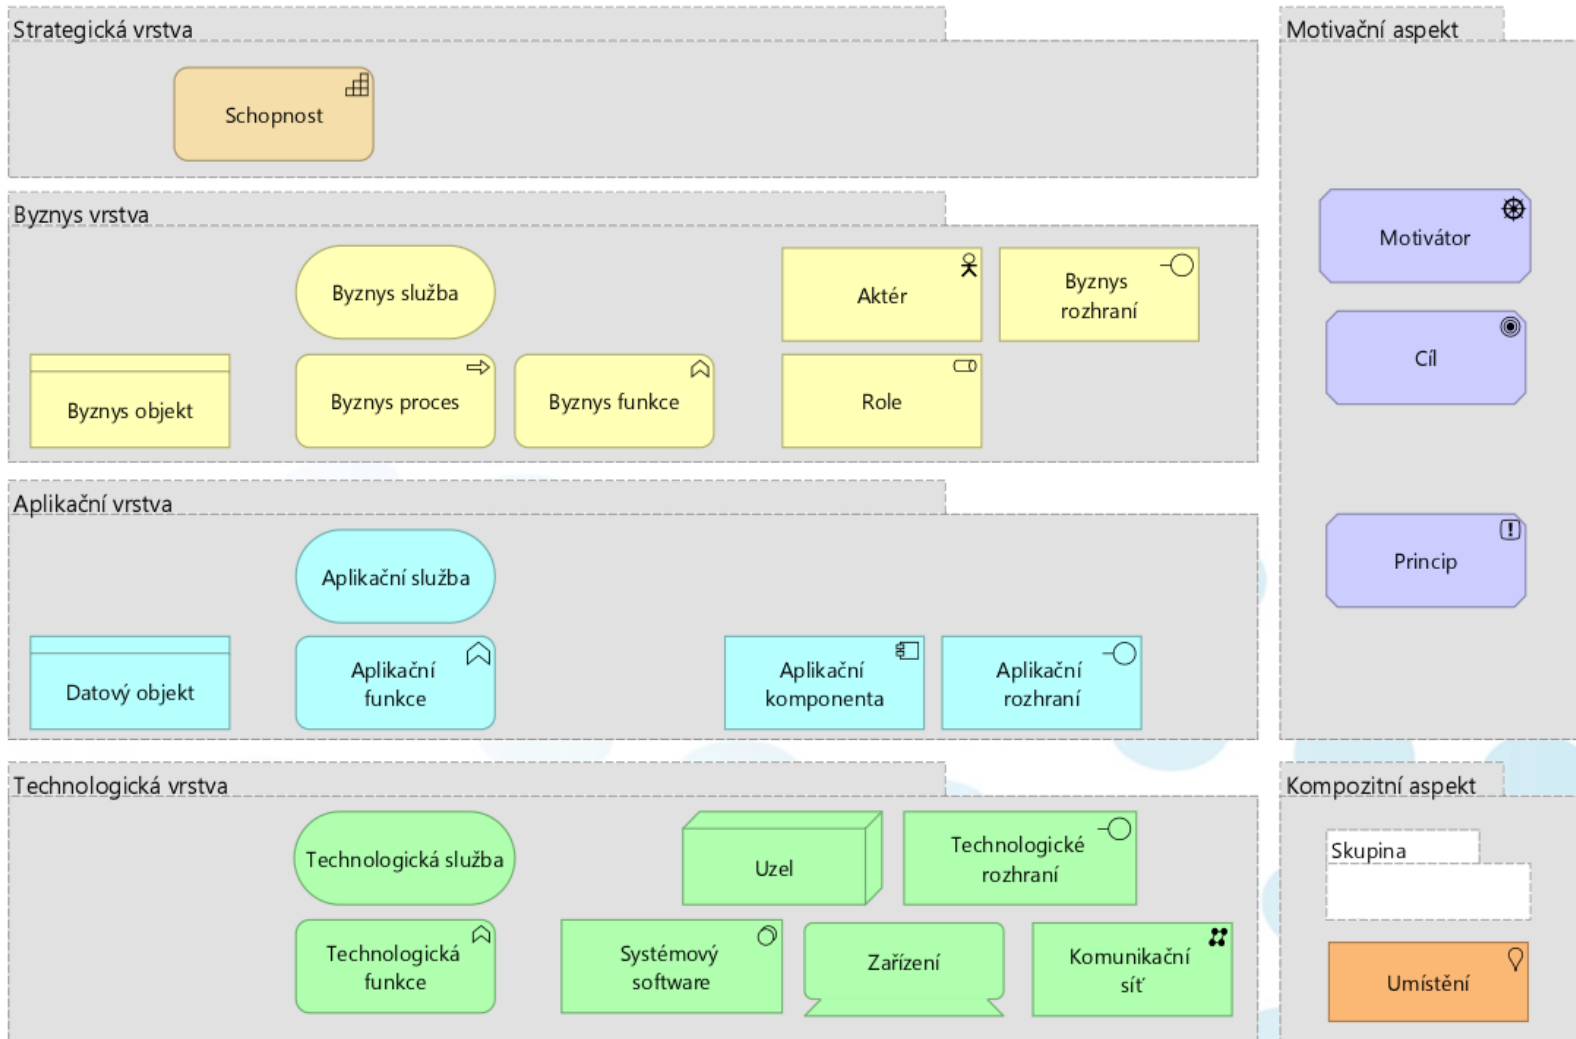 Strategická vrstva
Schopnost
Motivační aspekt
Motivátor
Cíl
Princip
Byznys vrstva
Byznys služba
Aktér
Byznys
rozhraní
Byznys objekt
Byznys proces
Byznys funkce
Role
Aplikační vrstva
Aplikační služba
Datový objekt
Aplikační
funkce
Aplikační
komponenta
Aplikační
rozhraní
Technologická vrstva
Technologická služba
Uzel
Technologické
rozhraní
Technologická
funkce
Systémový
software
Zařízení
Komunikační
síť
Kompozitní aspekt
Skupina
Umístění